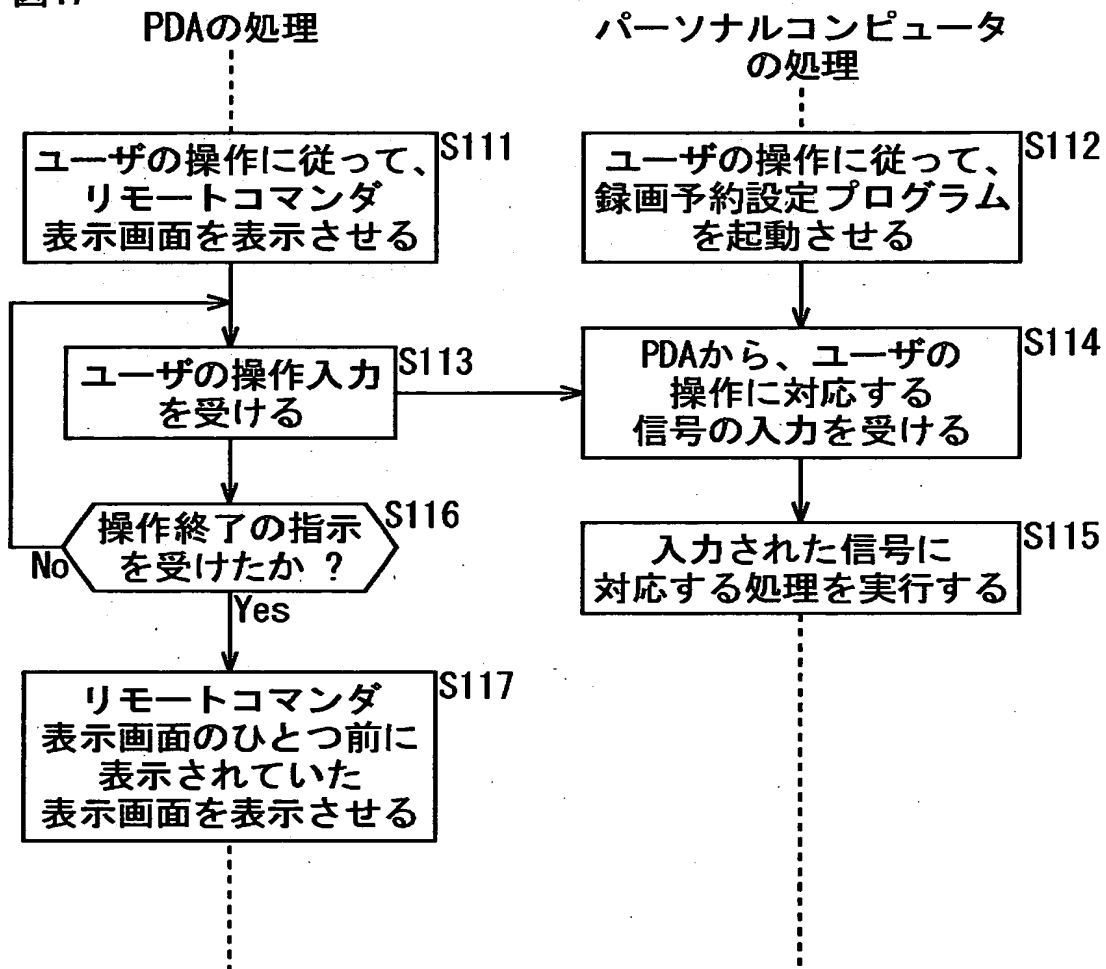 PDAの処理
パーソナルコンピュータ
の処理
S111
ユーザの操作に従って、
リモートコマンダ
表示画面を表示させる
S112
ユーザの操作に従って、
録画予約設定プログラム
を起動させる
S113
ユーザの操作入力
を受ける
S114
PDAから、ユーザの
操作に対応する
信号の入力を受ける
S116
操作終了の指示
を受けたか ?
No
Yes
S115
入力された信号に
対応する処理を実行する
S117
リモートコマンダ
表示画面のひとつ前に
表示されていた
表示画面を表示させる